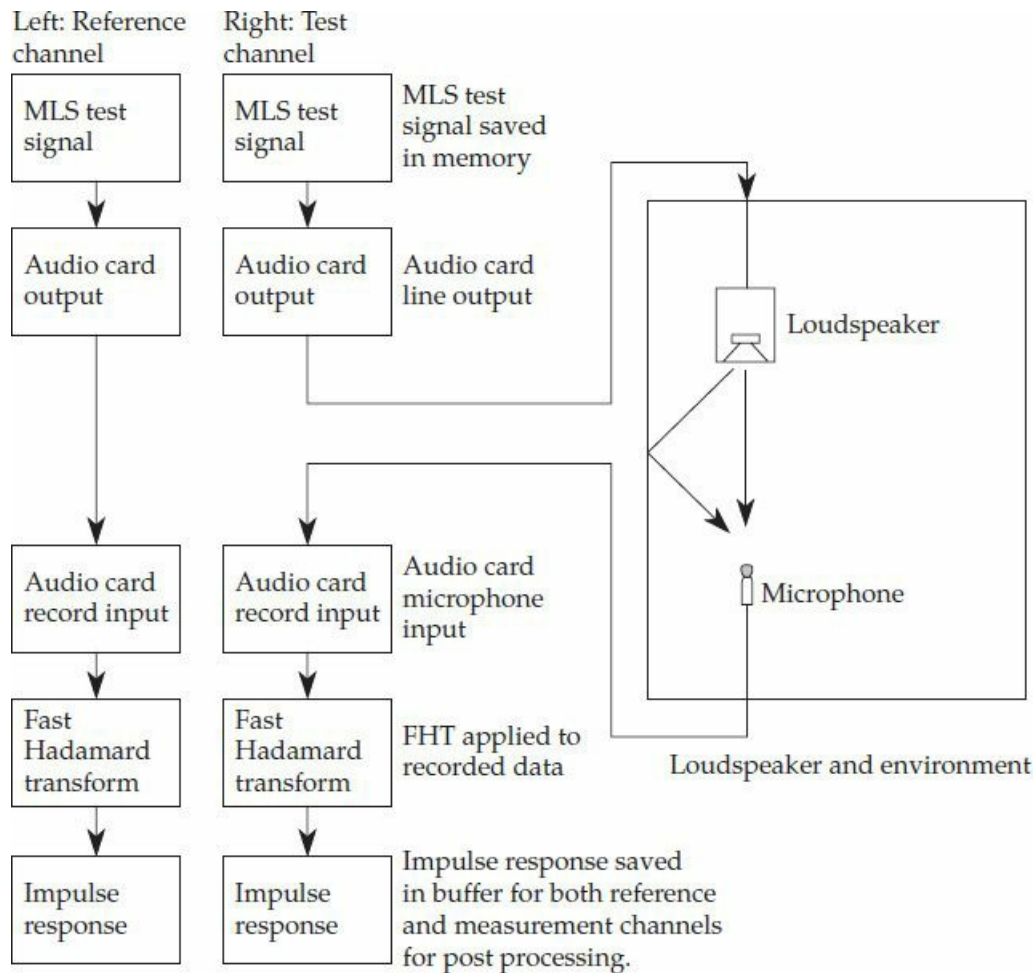 Left: Reference
channel
Right: Test
channel
MLS test
signal
MLS test
signal
MLS test
signal saved
in memory
Audio card
output
Audio card
output
Audio card
line output
Loudspeaker
Audio card
record input
Audio card
record input
Audio card
microphone
input
Microphone
Fast
Hadamard
transform
Fast
Hadamard
transform
FHT applied to
recorded data
Loudspeaker and environment
Impulse
response
Impulse
response
Impulse response saved
in buffer for both reference
and measurement channels
for post processing.